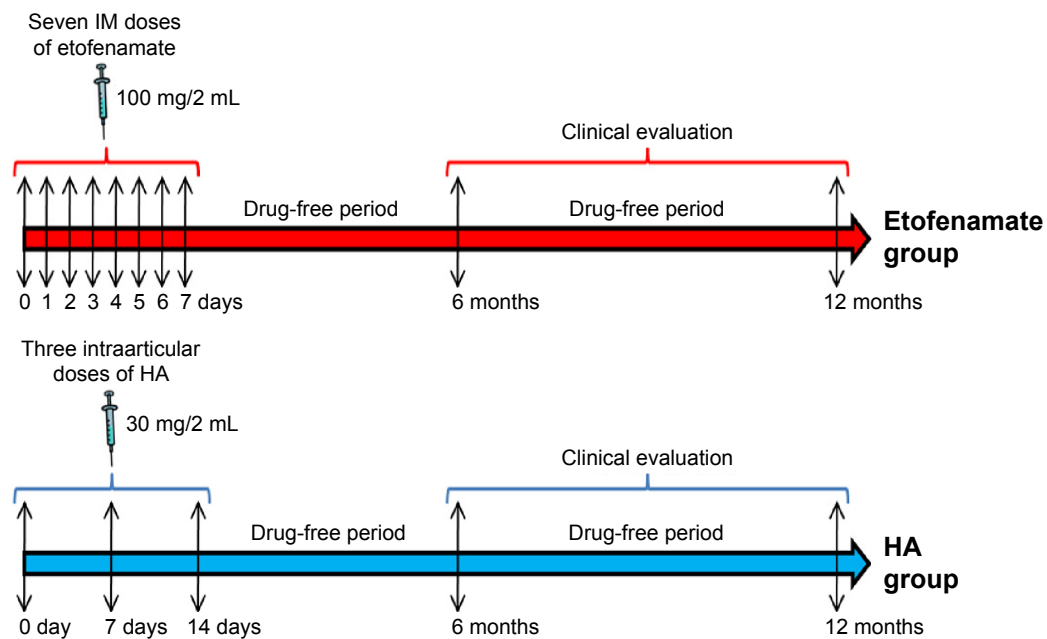 Seven IM doses
of etofenamate
100 mg/2 mL
Clinical evaluation
Drug-free period
Drug-free period
Etofenamate
group
0 1 2 3 4 5 6 7 days
6 months
12 months
Three intraarticular
doses of HA
30 mg/2 mL
Clinical evaluation
Drug-free period
Drug-free period
HA
group
0 day
7 days
14 days
6 months
12 months